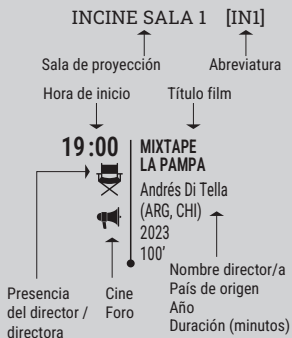 INCINE SALA 1 [IN1]
Sala de proyección
Abreviatura
Hora de inicio
Título film
19:00
MIXTAPE
LA PAMPA
Andrés Di Tella
(ARG, CHI)
2023
100’
Presencia
del director /
directora
Cine
Foro
Nombre director/a
País de origen
Año
Duración (minutos)